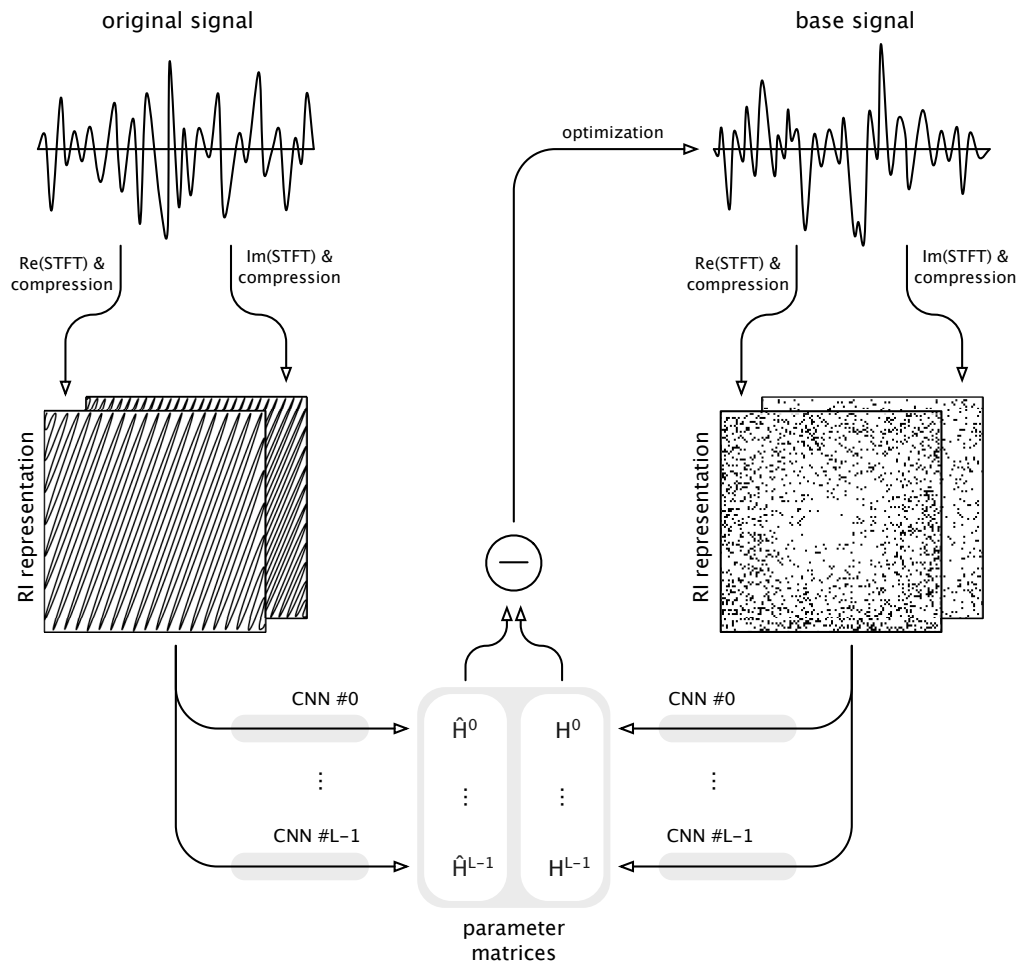 original signal
base signal
optimization
Re(STFT) &
compression
Im(STFT) &
compression
Re(STFT) &
compression
Im(STFT) &
compression
RI representation
RI representation
CNN #0
CNN #0
Ĥ⁰
H⁰
⋮
⋮
⋮
⋮
CNN #L–1
CNN #L–1
Ĥᴸ⁻¹
Hᴸ⁻¹
parameter
matrices